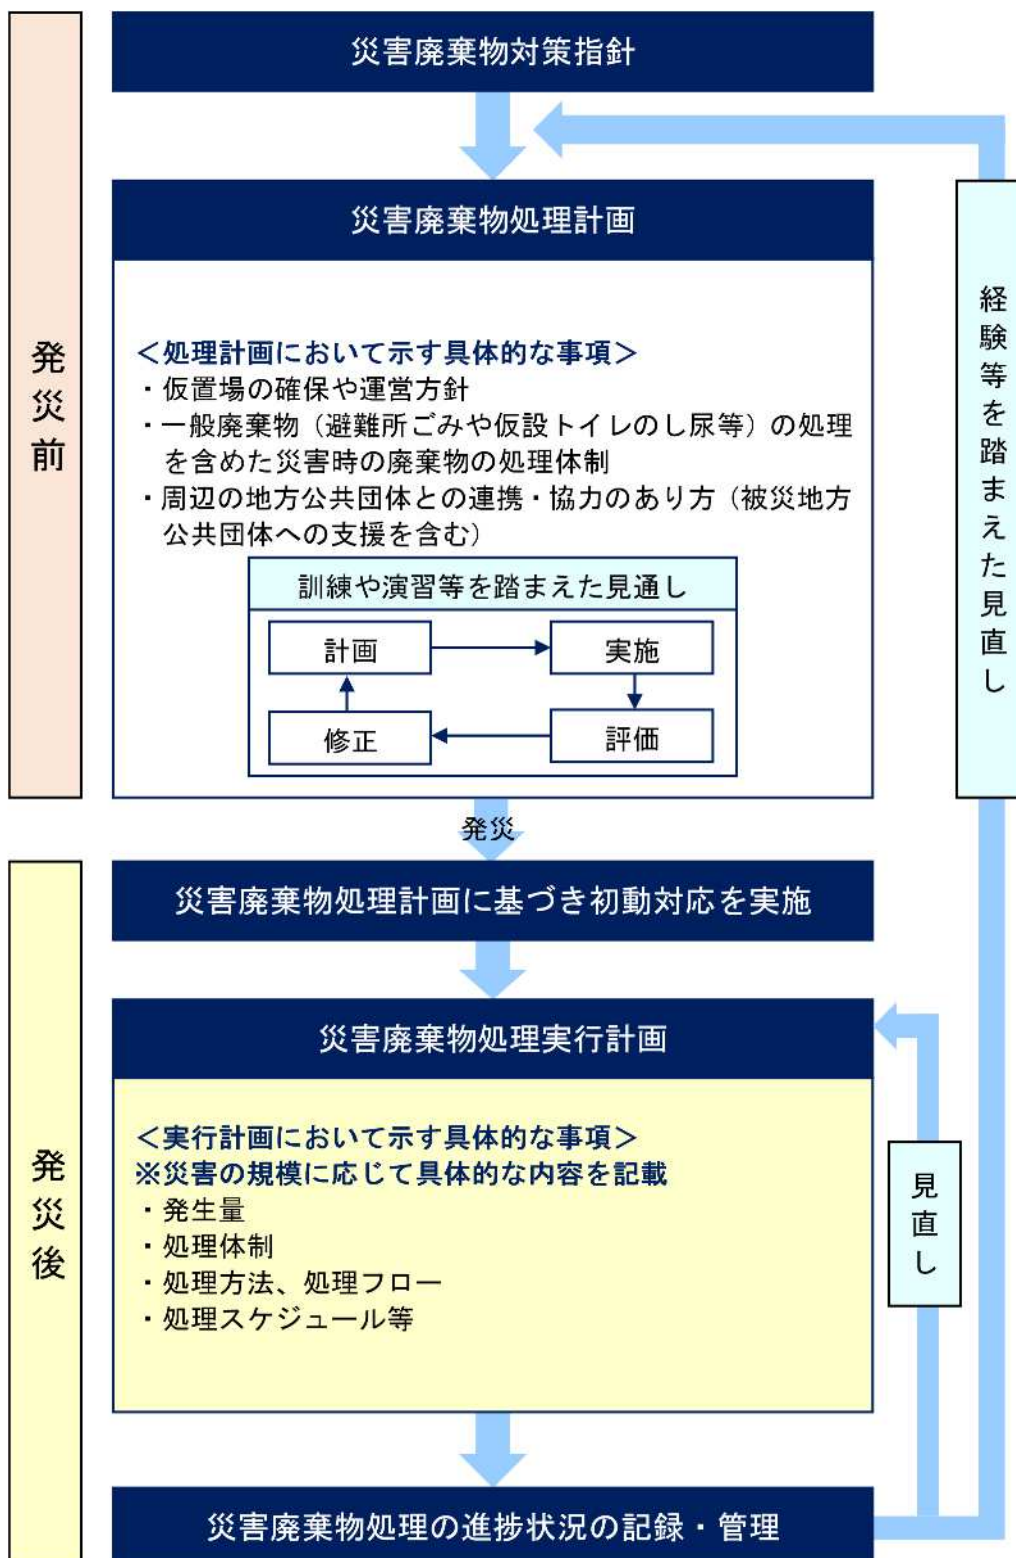 災害廃棄物対策指針
発災前
災害廃棄物処理計画
<処理計画において示す具体的な事項>
・仮置場の確保や運営方針
・一般廃棄物（避難所ごみや仮設トイレのし尿等）の処理
を含めた災害時の廃棄物の処理体制
・周辺の地方公共団体との連携・協力のあり方（被災地方
公共団体への支援を含む）
訓練や演習等を踏まえた見通し
計画
実施
修正
評価
経験等を踏まえた見直し
発災
発災後
災害廃棄物処理計画に基づき初動対応を実施
災害廃棄物処理実行計画
<実行計画において示す具体的な事項>
※災害の規模に応じて具体的な内容を記載
・発生量
・処理体制
・処理方法、処理フロー
・処理スケジュール等
見直し
災害廃棄物処理の進捗状況の記録・管理